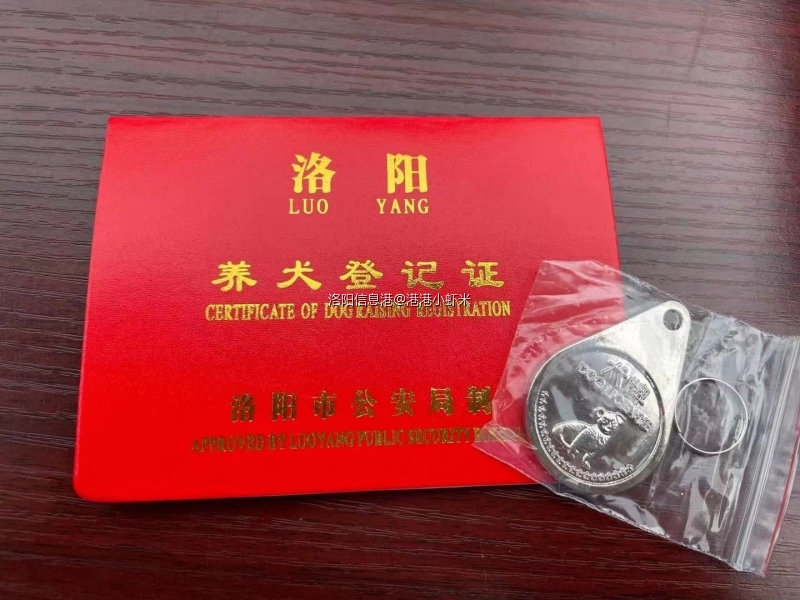 洛 阳
LUO YANG
养犬登记证
洛阳信息港@港港小虾米
CERTIFICATE OF DOG RAISING REGISTRATION
洛阳市公安局制
APPROVED BY LUOYANG PUBLIC SECURITY
犬牌
DOG LICENSE